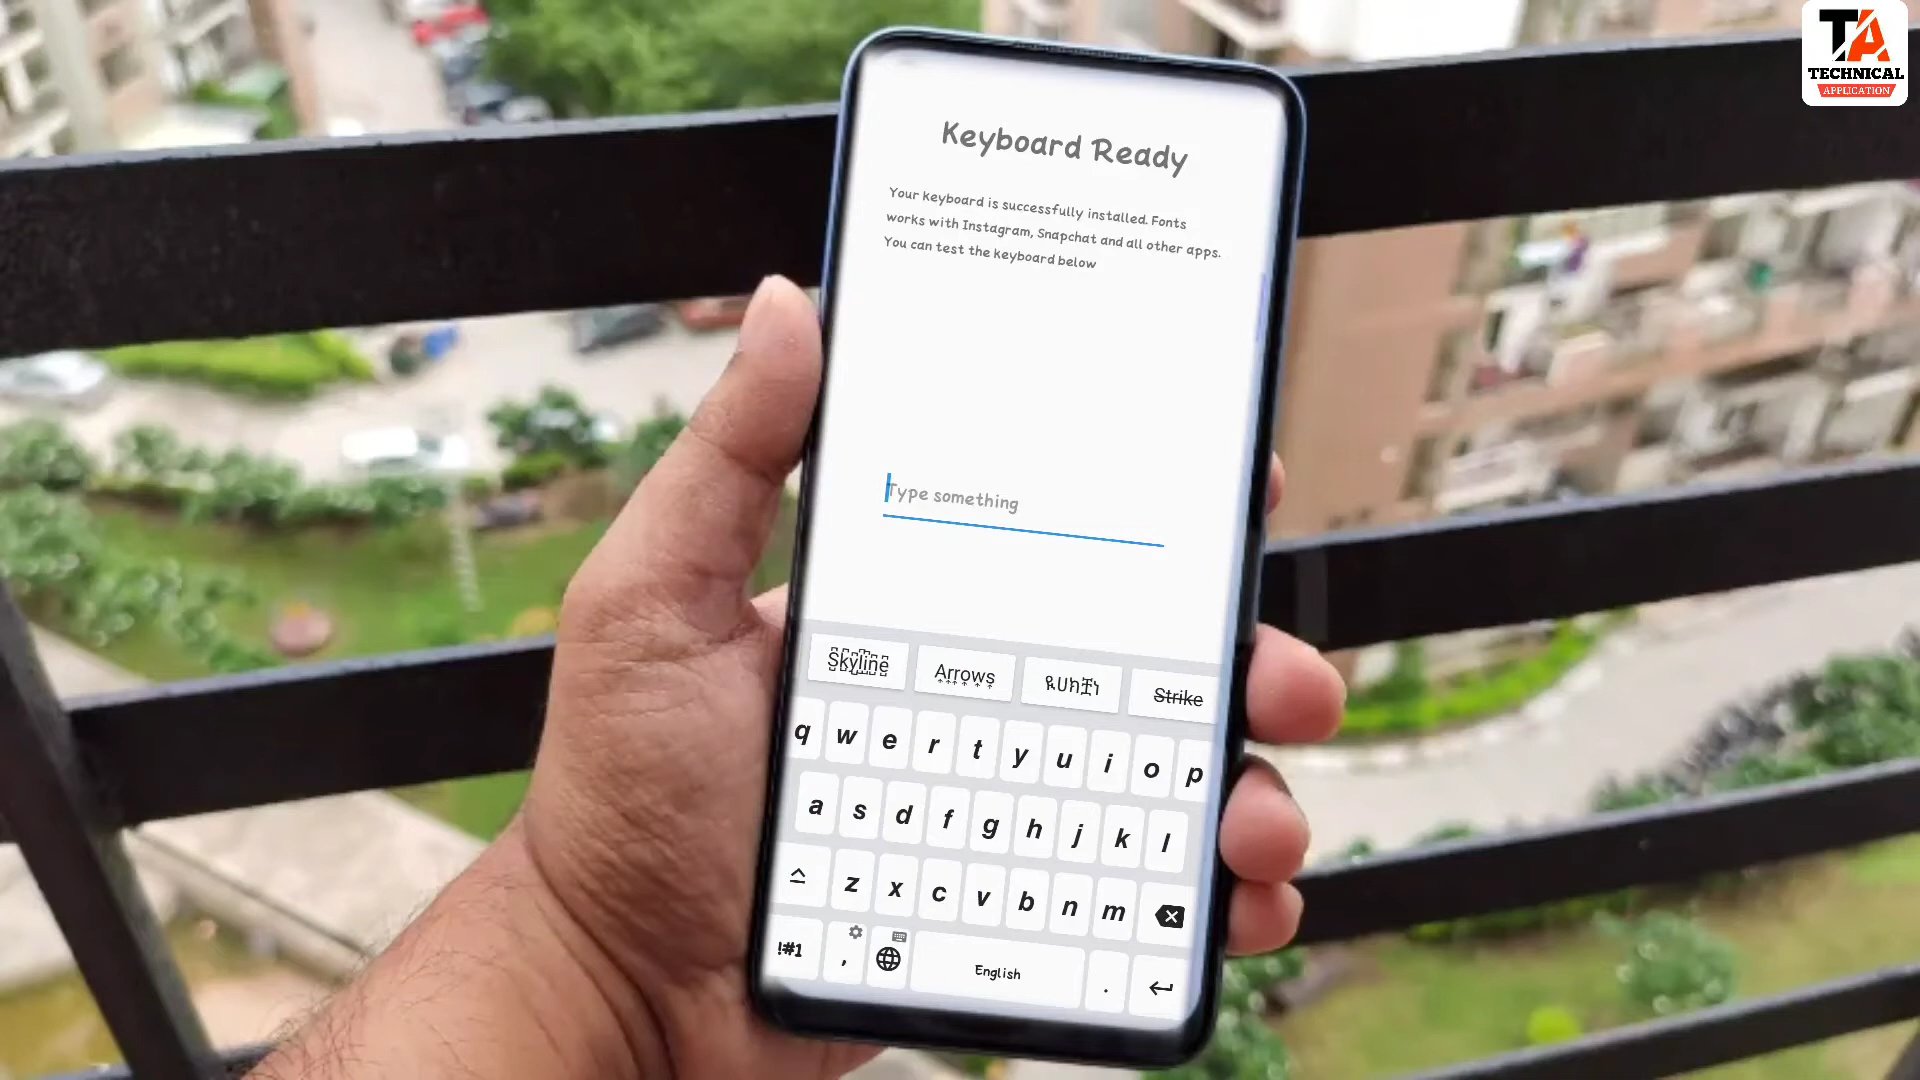 TA
TECHNICAL
APPLICATION
Keyboard Ready
Your keyboard is successfully installed. Fonts
works with Instagram, Snapchat and all other apps.
You can test the keyboard below
Type something
Skyline Arrows Strike
q w e r t y u i o p
a s d f g h j k l
z x c v b n m
!#1 , English .